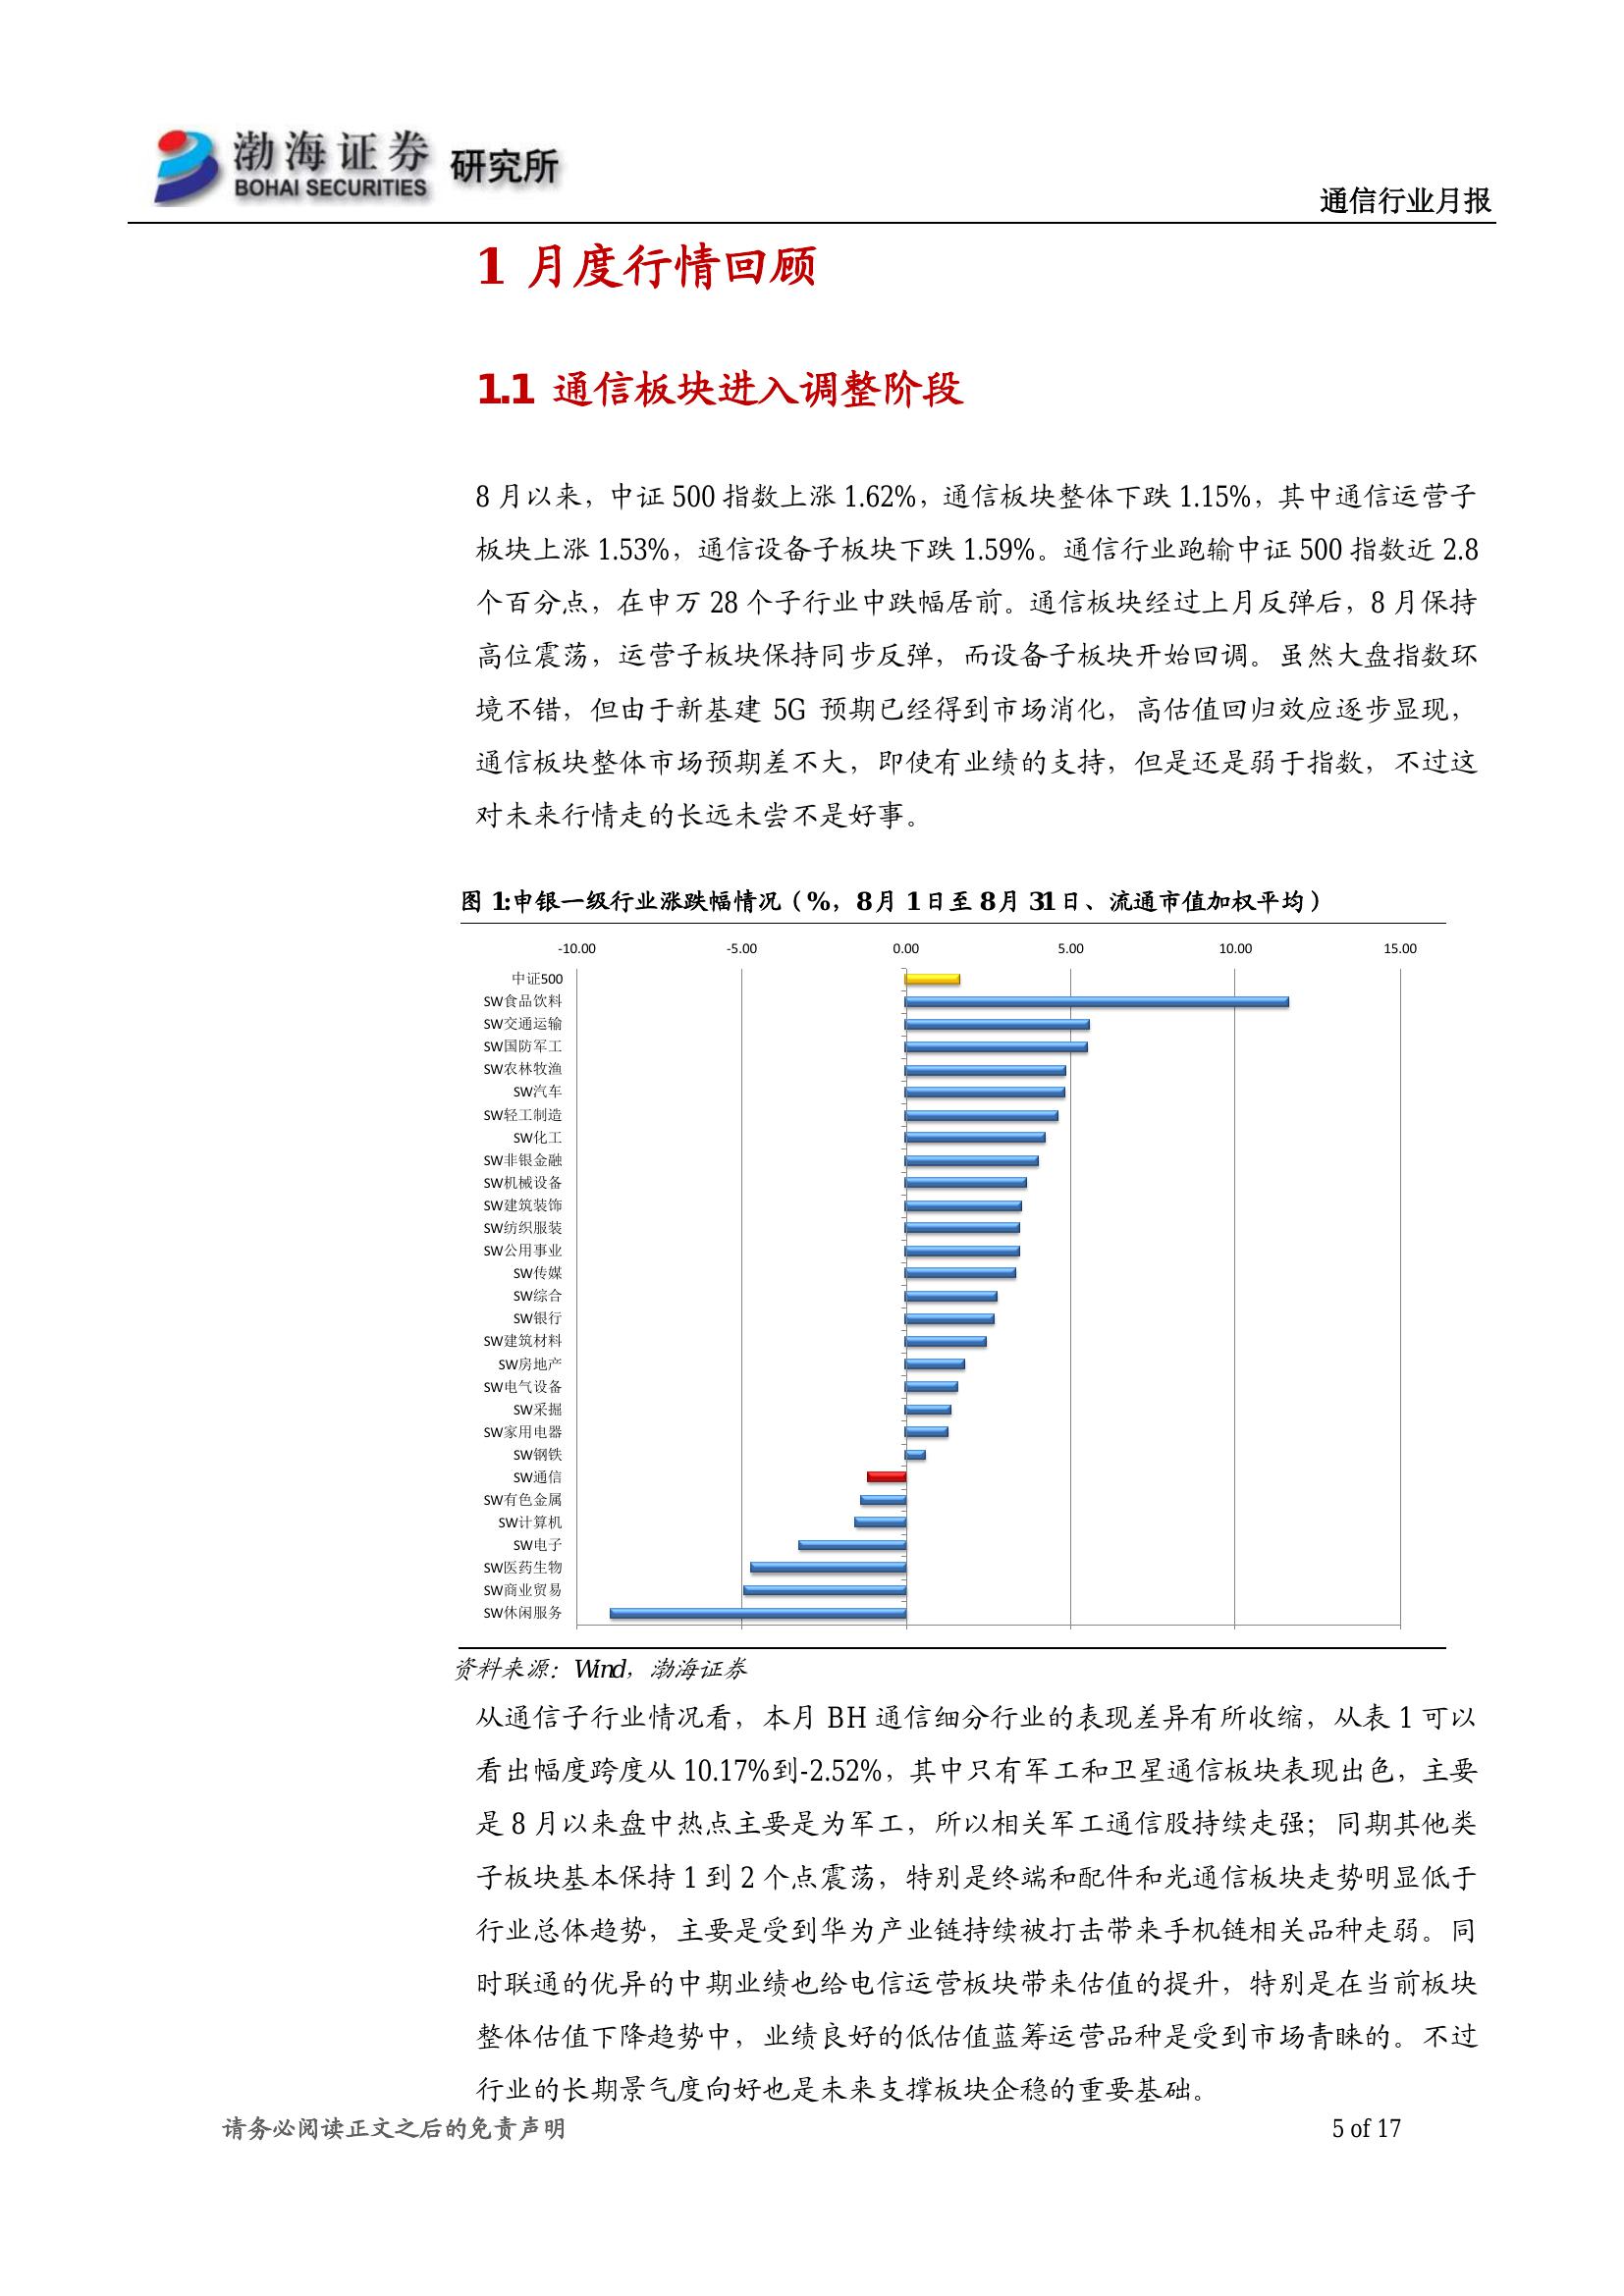 渤海证券 研究所
BOHAI SECURITIES
通信行业月报
1 月度行情回顾
1.1 通信板块进入调整阶段
8 月以来，中证 500 指数上涨 1.62%，通信板块整体下跌 1.15%，其中通信运营子
板块上涨 1.53%，通信设备子板块下跌 1.59%。通信行业跑输中证 500 指数近 2.8
个百分点，在申万 28 个子行业中跌幅居前。通信板块经过上月反弹后，8 月保持
高位震荡，运营子板块保持同步反弹，而设备子板块开始回调。虽然大盘指数环
境不错，但由于新基建 5G 预期已经得到市场消化，高估值回归效应逐步显现，
通信板块整体市场预期差不大，即使有业绩的支持，但是还是弱于指数，不过这
对未来行情走的长远未尝不是好事。
图 1:申银一级行业涨跌幅情况（%，8 月 1 日至 8 月 31 日、流通市值加权平均）
-10.00 -5.00 0.00 5.00 10.00 15.00
中证500
SW食品饮料
SW交通运输
SW国防军工
SW农林牧渔
SW汽车
SW轻工制造
SW化工
SW非银金融
SW机械设备
SW建筑装饰
SW纺织服装
SW公用事业
SW传媒
SW综合
SW银行
SW建筑材料
SW房地产
SW电气设备
SW采掘
SW家用电器
SW钢铁
SW通信
SW有色金属
SW计算机
SW电子
SW医药生物
SW商业贸易
SW休闲服务
资料来源：Wind，渤海证券
从通信子行业情况看，本月 BH 通信细分行业的表现差异有所收缩，从表 1 可以
看出幅度跨度从 10.17%到-2.52%，其中只有军工和卫星通信板块表现出色，主要
是 8 月以来盘中热点主要是为军工，所以相关军工通信股持续走强；同期其他类
子板块基本保持 1 到 2 个点震荡，特别是终端和配件和光通信板块走势明显低于
行业总体趋势，主要是受到华为产业链持续被打击带来手机链相关品种走弱。同
时联通的优异的中期业绩也给电信运营板块带来估值的提升，特别是在当前板块
整体估值下降趋势中，业绩良好的低估值蓝筹运营品种是受到市场青睐的。不过
行业的长期景气度向好也是未来支撑板块企稳的重要基础。
请务必阅读正文之后的免责声明
5 of 17